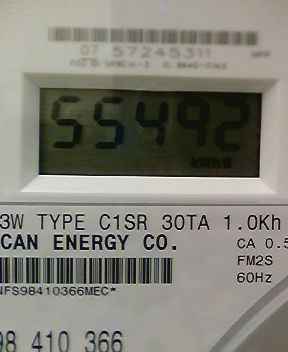 07 57245311
55492
kWh
3W TYPE C1SR 30TA 1.0Kh
CAN ENERGY CO.
CA 0.5
FM2S
60Hz
NFS98410366MEC*
98 410 366